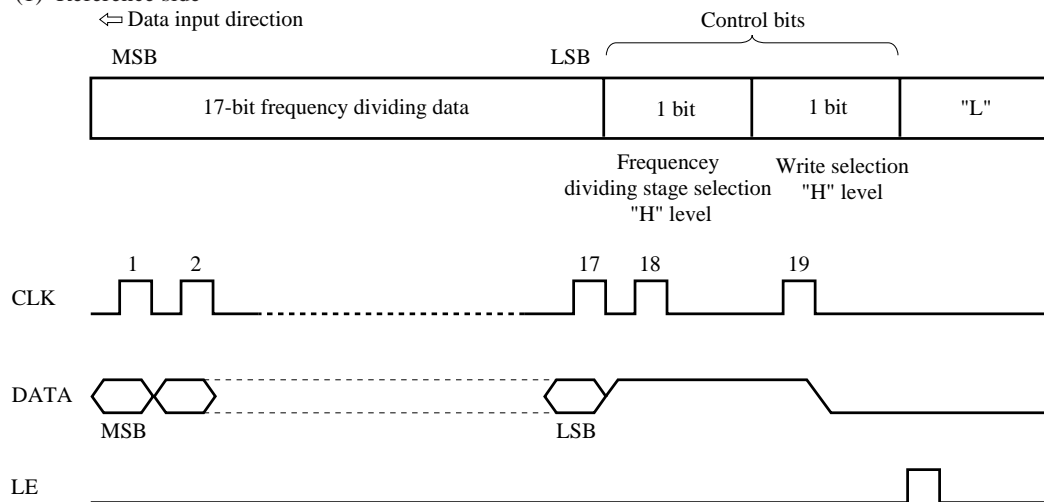 (1) Reference side
⇦ Data input direction
Control bits
MSB
LSB
17-bit frequency dividing data
1 bit
1 bit
"L"
Frequencey
dividing stage selection
"H" level
Write selection
"H" level
1
2
17
18
19
CLK
DATA
MSB
LSB
LE